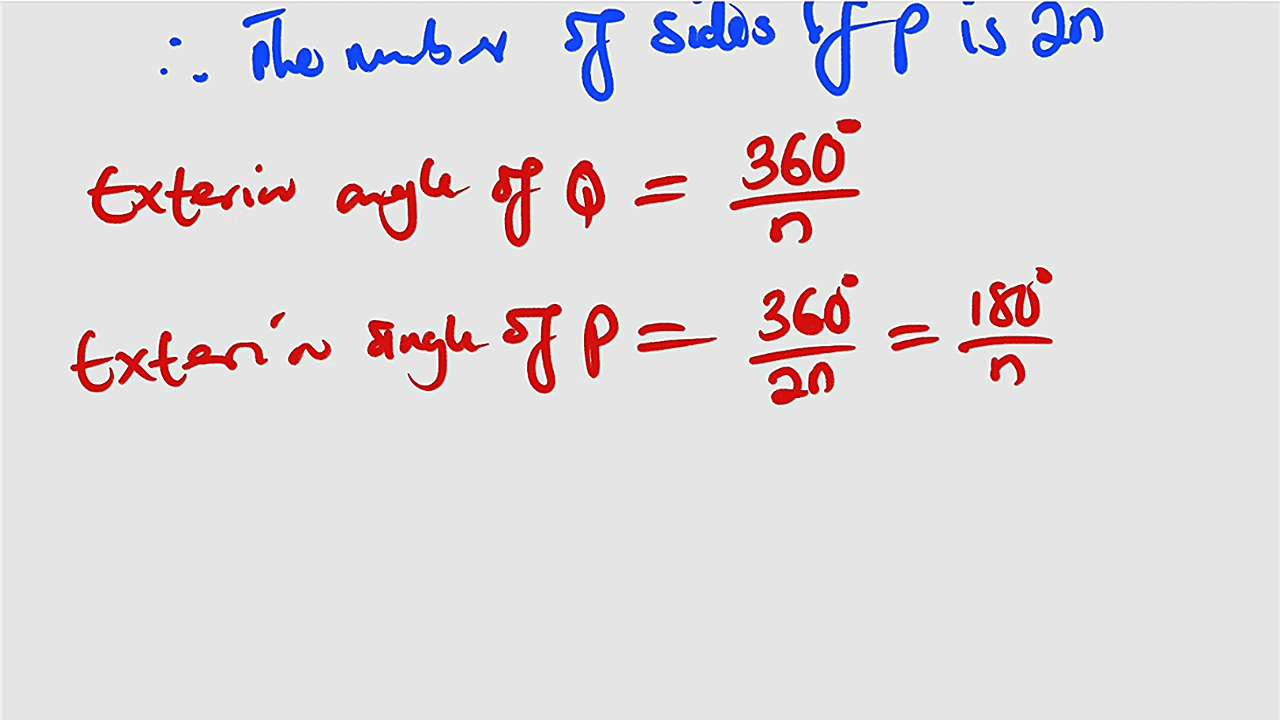 ∴ The number of sides of P is 2n
Exterior angle of Q = 360°/n
Exterior angle of P = 360°/2n = 180°/n